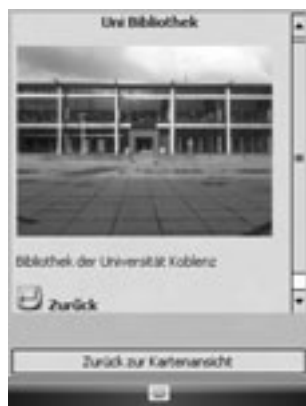 Uni Bibliothek
Bibliothek der Universität Koblenz
Zurück
Zurück zur Kartenansicht